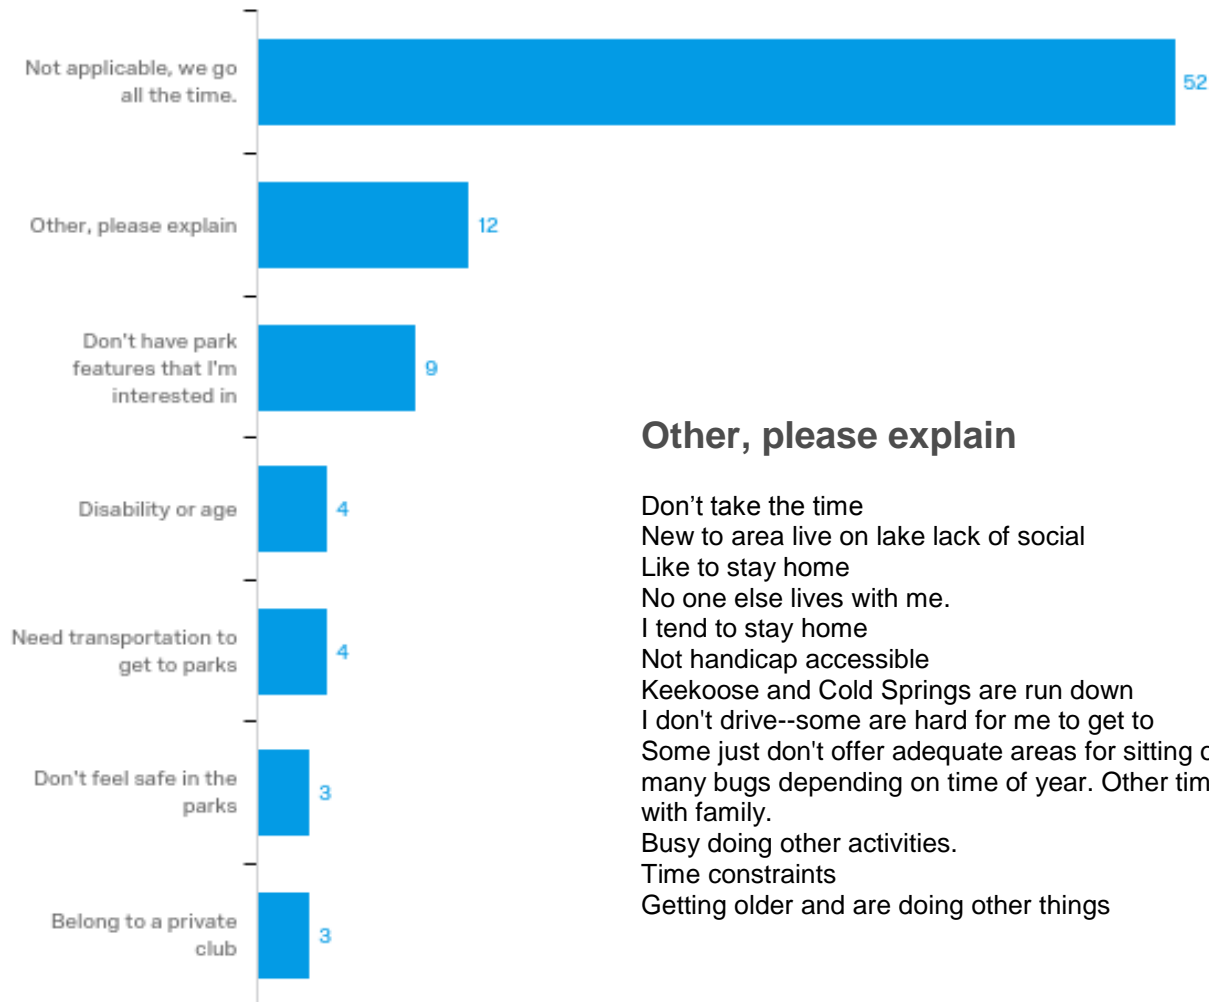 Not applicable, we go
all the time.
52
Other, please explain
12
Don't have park
features that I'm
interested in
9
Disability or age
4
Need transportation to
get to parks
4
Don't feel safe in the
parks
3
Belong to a private
club
3
Other, please explain
Don’t take the time
New to area live on lake lack of social
Like to stay home
No one else lives with me.
I tend to stay home
Not handicap accessible
Keekoose and Cold Springs are run down
I don't drive--some are hard for me to get to
Some just don't offer adequate areas for sitting
many bugs depending on time of year. Other
with family.
Busy doing other activities.
Time constraints
Getting older and are doing other things